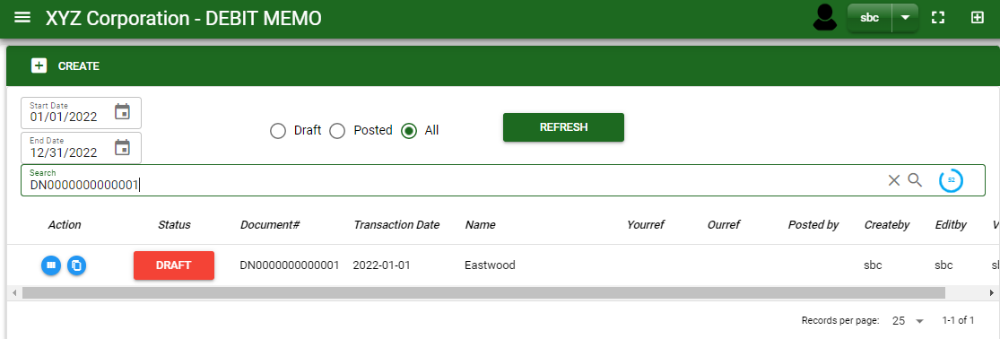 XYZ Corporation - DEBIT MEMO
sbc
CREATE
Start Date
01/01/2022
End Date
12/31/2022
Draft Posted All
REFRESH
Search
DN0000000000001
52
Action Status Document# Transaction Date Name Yourref Ourref Posted by Createby Editby V
DRAFT DN0000000000001 2022-01-01 Eastwood sbc sbc sl
Records per page: 25 1-1 of 1